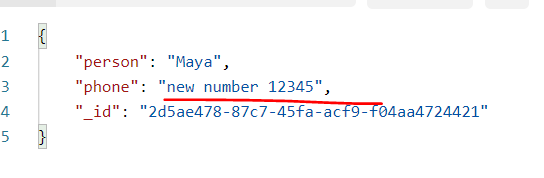 1 {
2 "person": "Maya",
3 "phone": "new number 12345",
4 "_id": "2d5ae478-87c7-45fa-acf9-f04aa4724421"
5 }